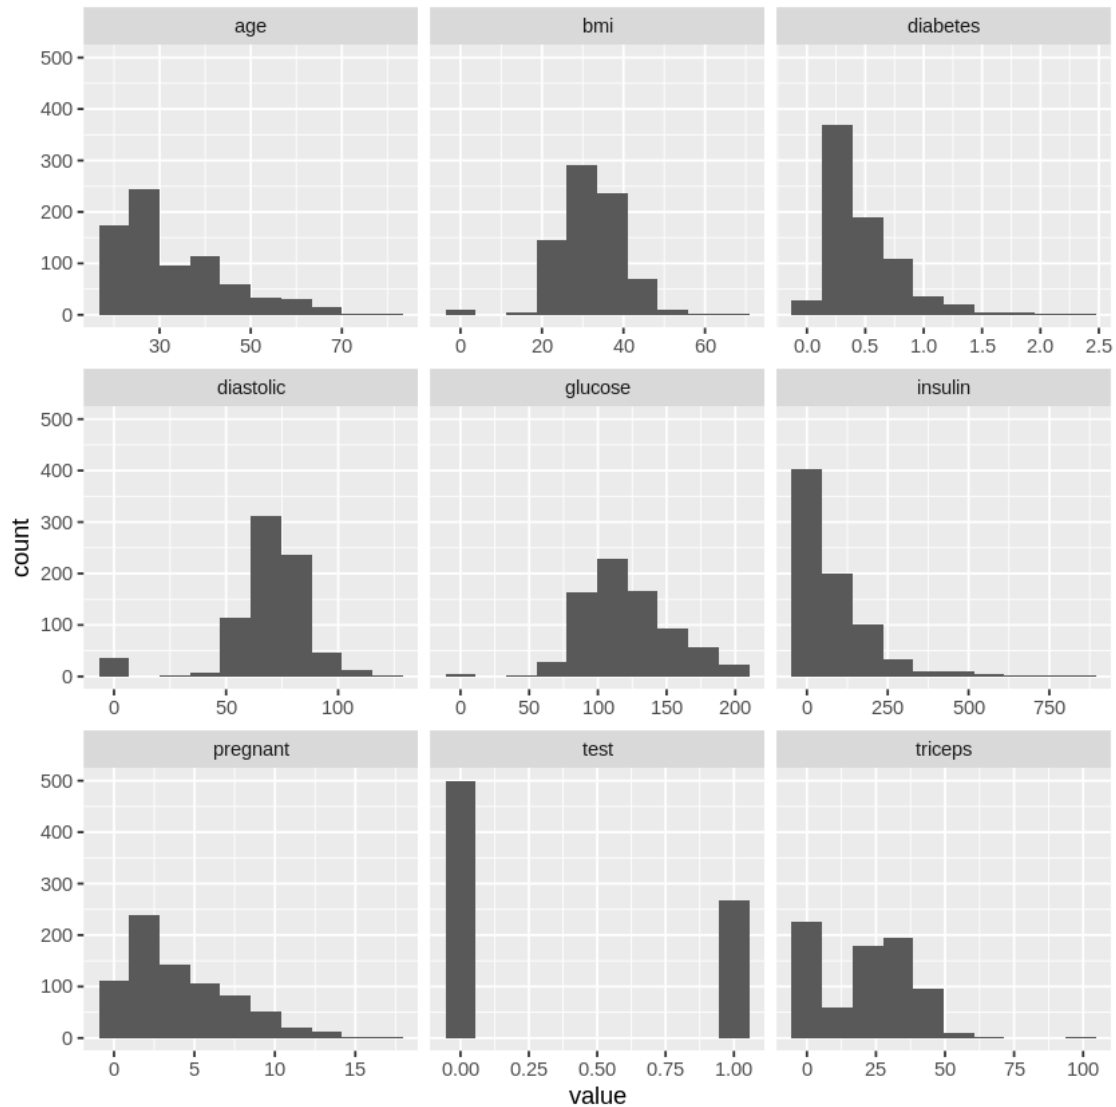 age bmi diabetes
500
400
300
200
100
0
30 50 70 0 20 40 60 0.0 0.5 1.0 1.5 2.0 2.5
diastolic glucose insulin
500
400
300
200
100
0
0 50 100 0 50 100 150 200 0 250 500 750
pregnant test triceps
500
400
300
200
100
0
0 5 10 15 0.00 0.25 0.50 0.75 1.00 0 25 50 75 100
count
value